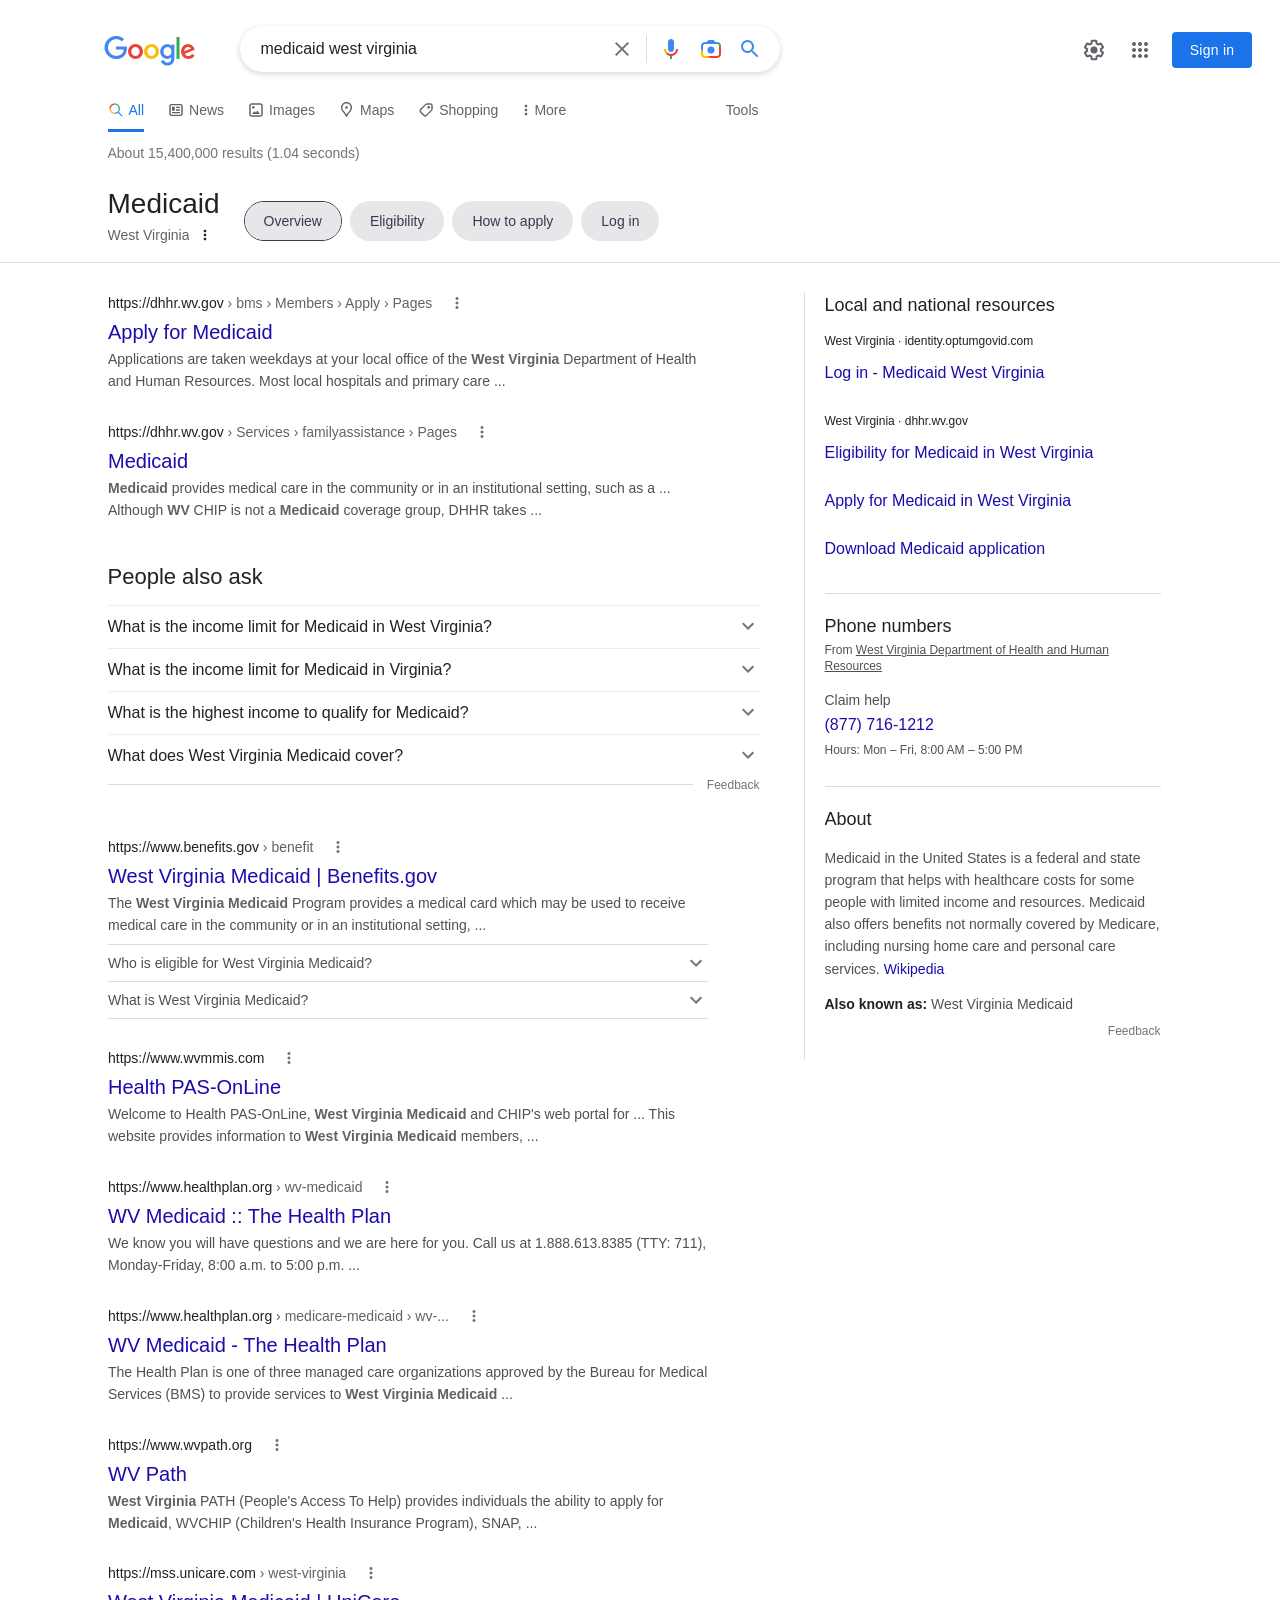 Google
medicaid west virginia
Sign in
All
News
Images
Maps
Shopping
More
Tools
About 15,400,000 results (1.04 seconds)
Medicaid
West Virginia
Overview
Eligibility
How to apply
Log in
https://dhhr.wv.gov › bms › Members › Apply › Pages
Apply for Medicaid
Applications are taken weekdays at your local office of the West Virginia Department of Health
and Human Resources. Most local hospitals and primary care ...
https://dhhr.wv.gov › Services › familyassistance › Pages
Medicaid
Medicaid provides medical care in the community or in an institutional setting, such as a ...
Although WV CHIP is not a Medicaid coverage group, DHHR takes ...
People also ask
What is the income limit for Medicaid in West Virginia?
What is the income limit for Medicaid in Virginia?
What is the highest income to qualify for Medicaid?
What does West Virginia Medicaid cover?
Feedback
https://www.benefits.gov › benefit
West Virginia Medicaid | Benefits.gov
The West Virginia Medicaid Program provides a medical card which may be used to receive
medical care in the community or in an institutional setting, ...
Who is eligible for West Virginia Medicaid?
What is West Virginia Medicaid?
https://www.wvmmis.com
Health PAS-OnLine
Welcome to Health PAS-OnLine, West Virginia Medicaid and CHIP's web portal for ... This
website provides information to West Virginia Medicaid members, ...
https://www.healthplan.org › wv-medicaid
WV Medicaid :: The Health Plan
We know you will have questions and we are here for you. Call us at 1.888.613.8385 (TTY: 711),
Monday-Friday, 8:00 a.m. to 5:00 p.m. ...
https://www.healthplan.org › medicare-medicaid › wv-...
WV Medicaid - The Health Plan
The Health Plan is one of three managed care organizations approved by the Bureau for Medical
Services (BMS) to provide services to West Virginia Medicaid ...
https://www.wvpath.org
WV Path
West Virginia PATH (People's Access To Help) provides individuals the ability to apply for
Medicaid, WVCHIP (Children's Health Insurance Program), SNAP, ...
https://mss.unicare.com › west-virginia
West Virginia Medicaid | UniCare
Local and national resources
West Virginia · identity.optumgovid.com
Log in - Medicaid West Virginia
West Virginia · dhhr.wv.gov
Eligibility for Medicaid in West Virginia
Apply for Medicaid in West Virginia
Download Medicaid application
Phone numbers
From West Virginia Department of Health and Human
Resources
Claim help
(877) 716-1212
Hours: Mon – Fri, 8:00 AM – 5:00 PM
About
Medicaid in the United States is a federal and state
program that helps with healthcare costs for some
people with limited income and resources. Medicaid
also offers benefits not normally covered by Medicare,
including nursing home care and personal care
services. Wikipedia
Also known as: West Virginia Medicaid
Feedback